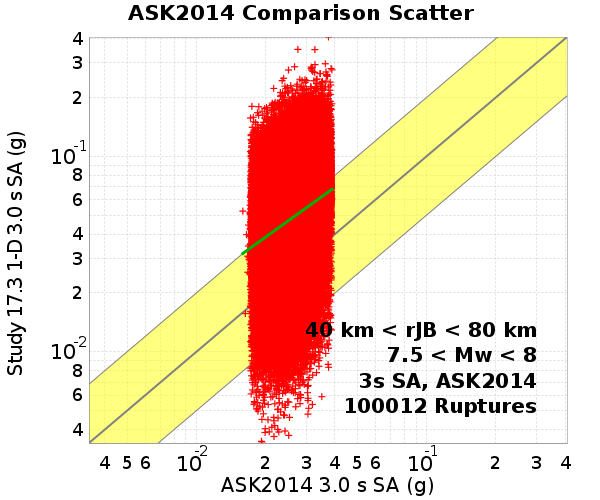 ASK2014 Comparison Scatter
Study 17.3 1-D 3.0 s SA (g)
4
3
2
10-1
8
6
4
3
2
10-2
8
6
4
40 km < rJB < 80 km
7.5 < Mw < 8
3s SA, ASK2014
100012 Ruptures
4 5 6 10-2 2 3 4 5 6 10-1 2 3 4
ASK2014 3.0 s SA (g)